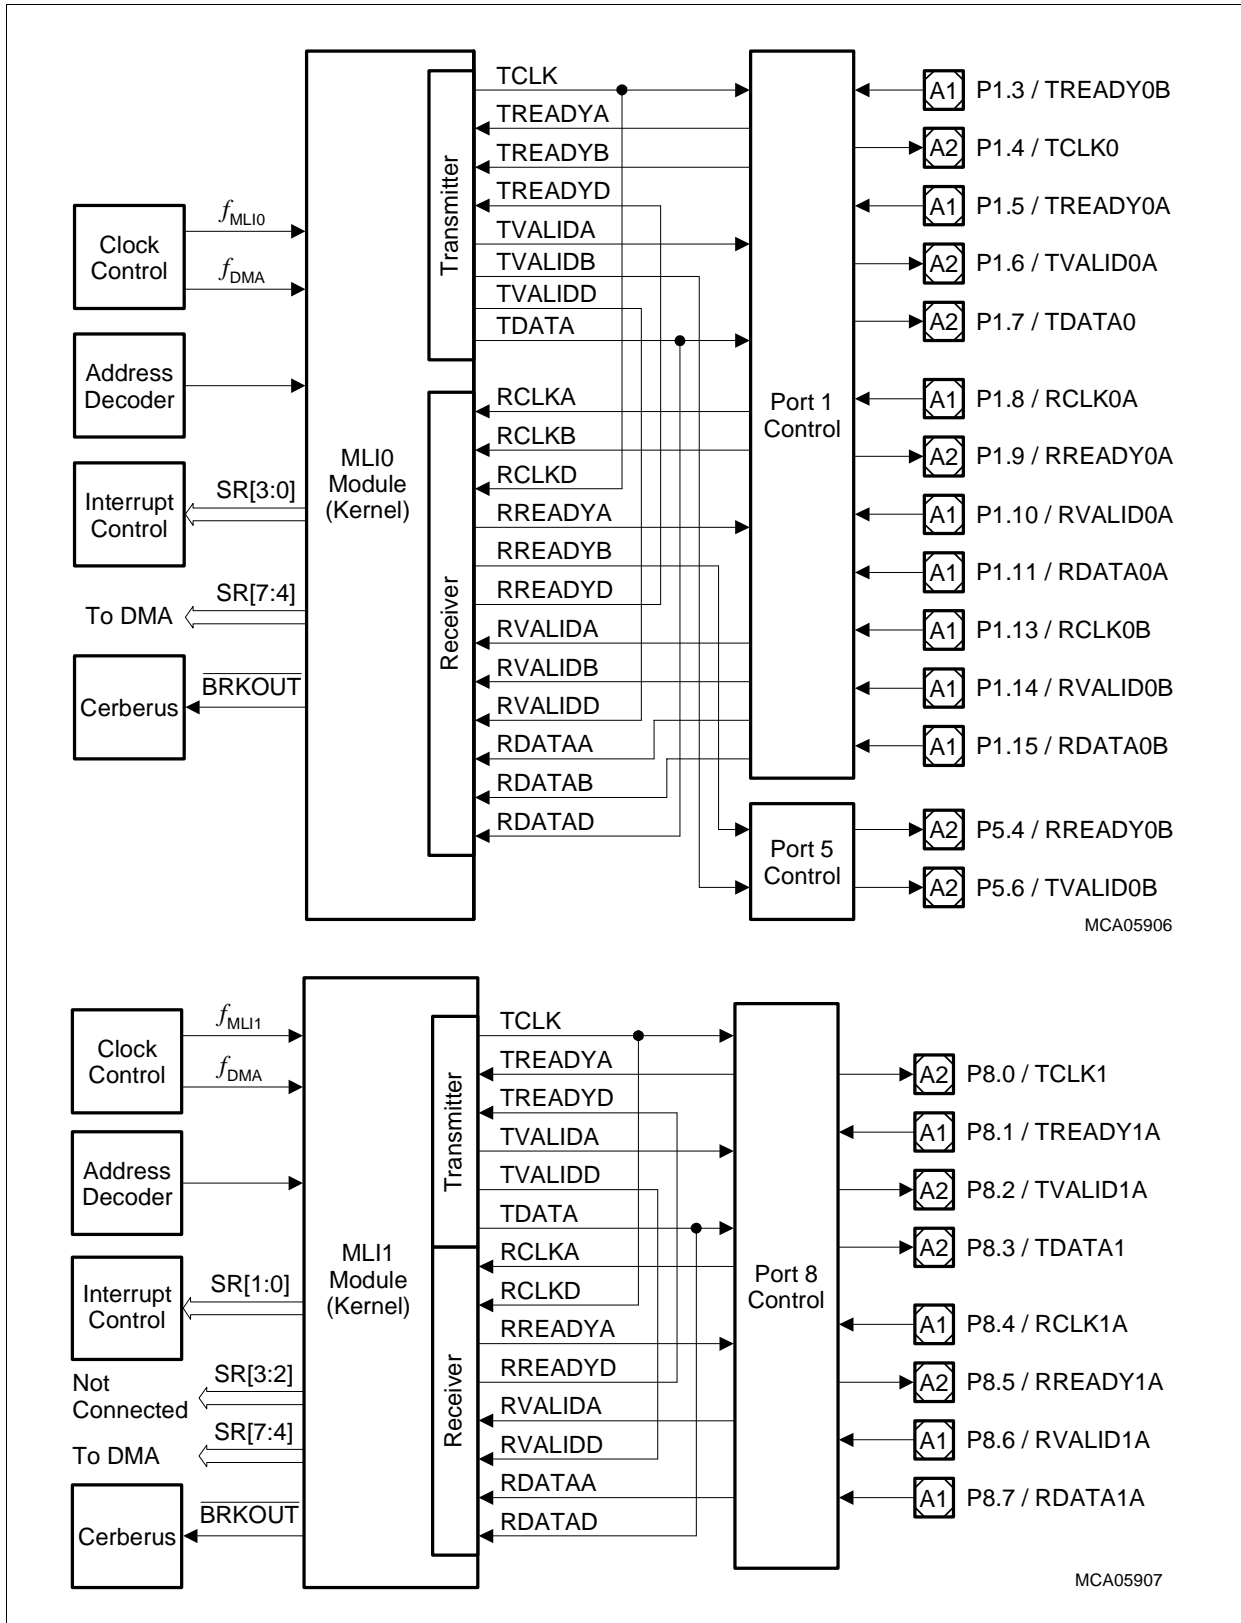 TCLK
TREADYA
TREADYB
TREADYD
TVALIDA
TVALIDB
TVALIDD
TDATA
Transmitter
fMLI0
Clock
Control
fDMA
Address
Decoder
Interrupt
Control
SR[3:0]
To DMA
SR[7:4]
Cerberus
BRKOUT
MLI0
Module
(Kernel)
RCLKA
RCLKB
RCLKD
RREADYA
RREADYB
RREADYD
RVALIDA
RVALIDB
RVALIDD
RDATAA
RDATAB
RDATAD
Receiver
Port 1
Control
Port 5
Control
A1 P1.3 / TREADY0B
A2 P1.4 / TCLK0
A1 P1.5 / TREADY0A
A2 P1.6 / TVALID0A
A2 P1.7 / TDATA0
A1 P1.8 / RCLK0A
A2 P1.9 / RREADY0A
A1 P1.10 / RVALID0A
A1 P1.11 / RDATA0A
A1 P1.13 / RCLK0B
A1 P1.14 / RVALID0B
A1 P1.15 / RDATA0B
A2 P5.4 / RREADY0B
A2 P5.6 / TVALID0B
MCA05906
TCLK
TREADYA
TREADYD
TVALIDA
TVALIDD
TDATA
Transmitter
fMLI1
Clock
Control
fDMA
Address
Decoder
Interrupt
Control
SR[1:0]
Not
Connected
SR[3:2]
To DMA
SR[7:4]
Cerberus
BRKOUT
MLI1
Module
(Kernel)
RCLKA
RCLKD
RREADYA
RREADYD
RVALIDA
RVALIDD
RDATAA
RDATAD
Receiver
Port 8
Control
A2 P8.0 / TCLK1
A1 P8.1 / TREADY1A
A2 P8.2 / TVALID1A
A2 P8.3 / TDATA1
A1 P8.4 / RCLK1A
A2 P8.5 / RREADY1A
A1 P8.6 / RVALID1A
A1 P8.7 / RDATA1A
MCA05907